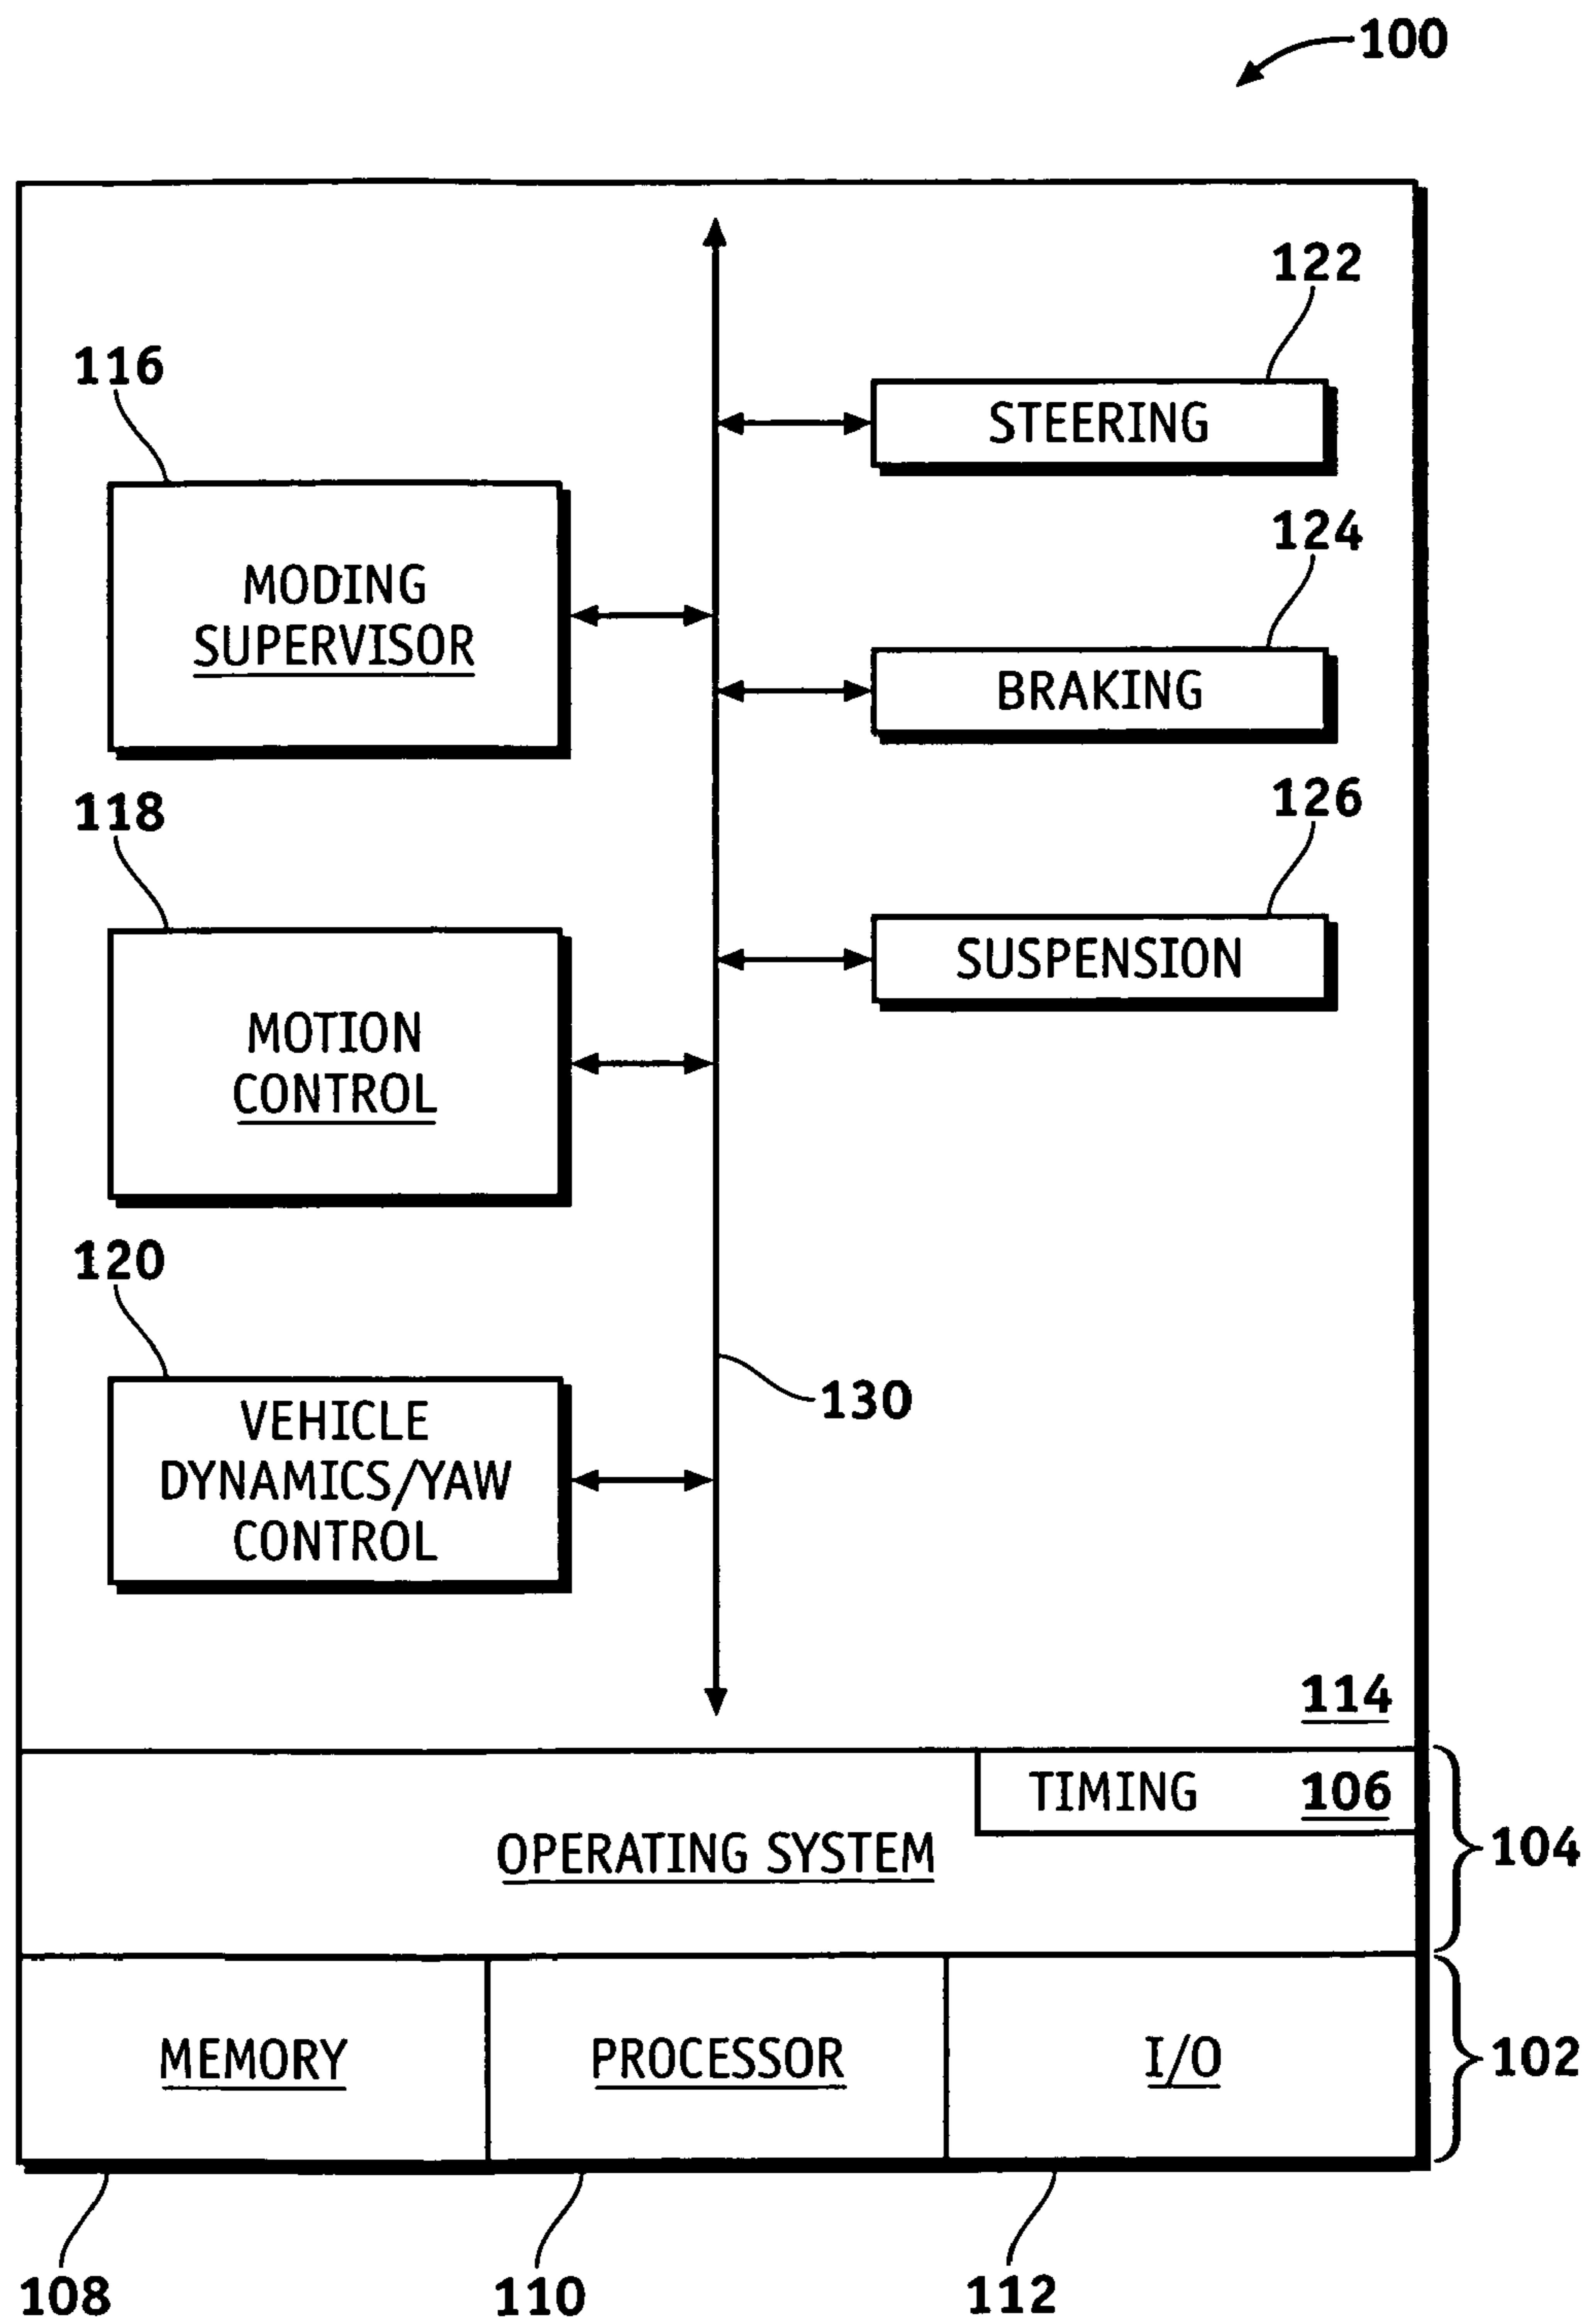 100
122
116
STEERING
124
MODING
SUPERVISOR
BRAKING
118
126
SUSPENSION
MOTION
CONTROL
120
130
VEHICLE
DYNAMICS/YAW
CONTROL
114
TIMING 106
OPERATING SYSTEM
104
MEMORY
PROCESSOR
I/O
102
108
110
112